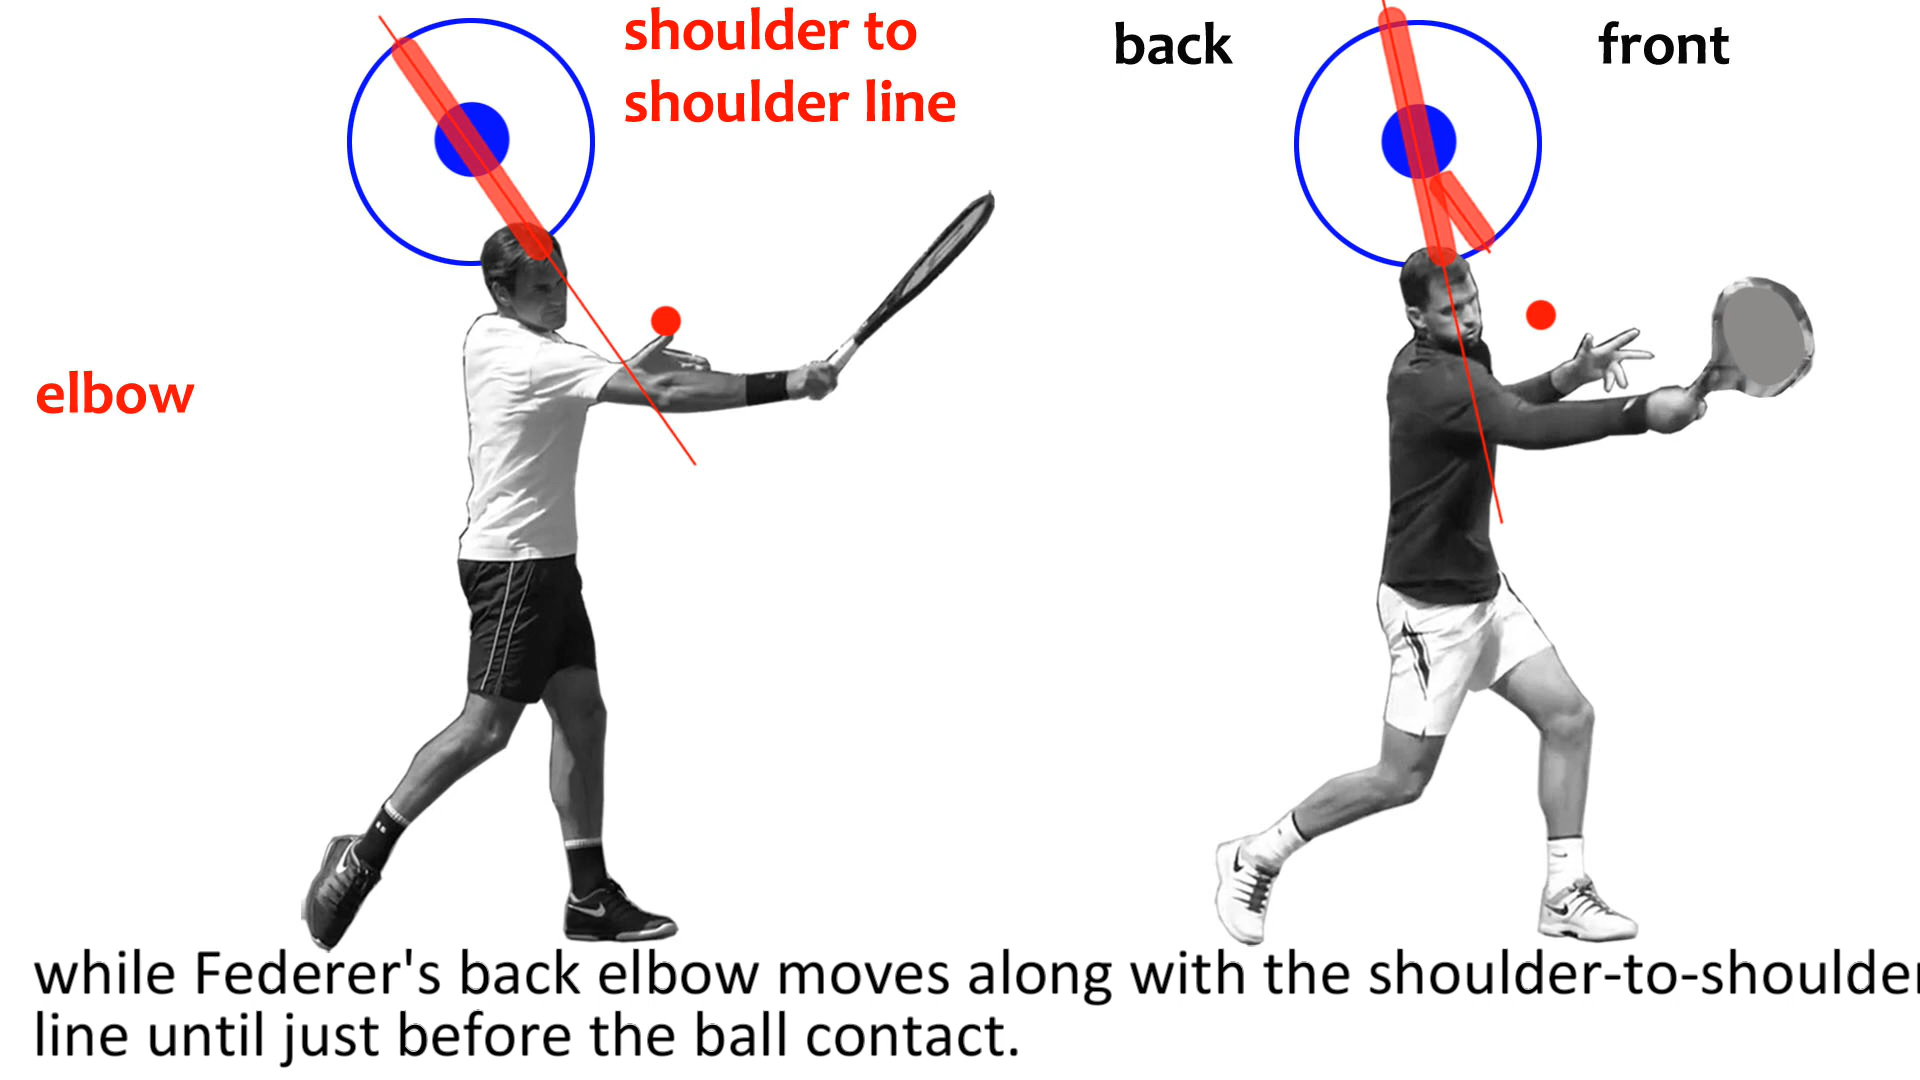 shoulder to
shoulder line
back
front
elbow
while Federer's back elbow moves along with the shoulder-to-shoulder
line until just before the ball contact.